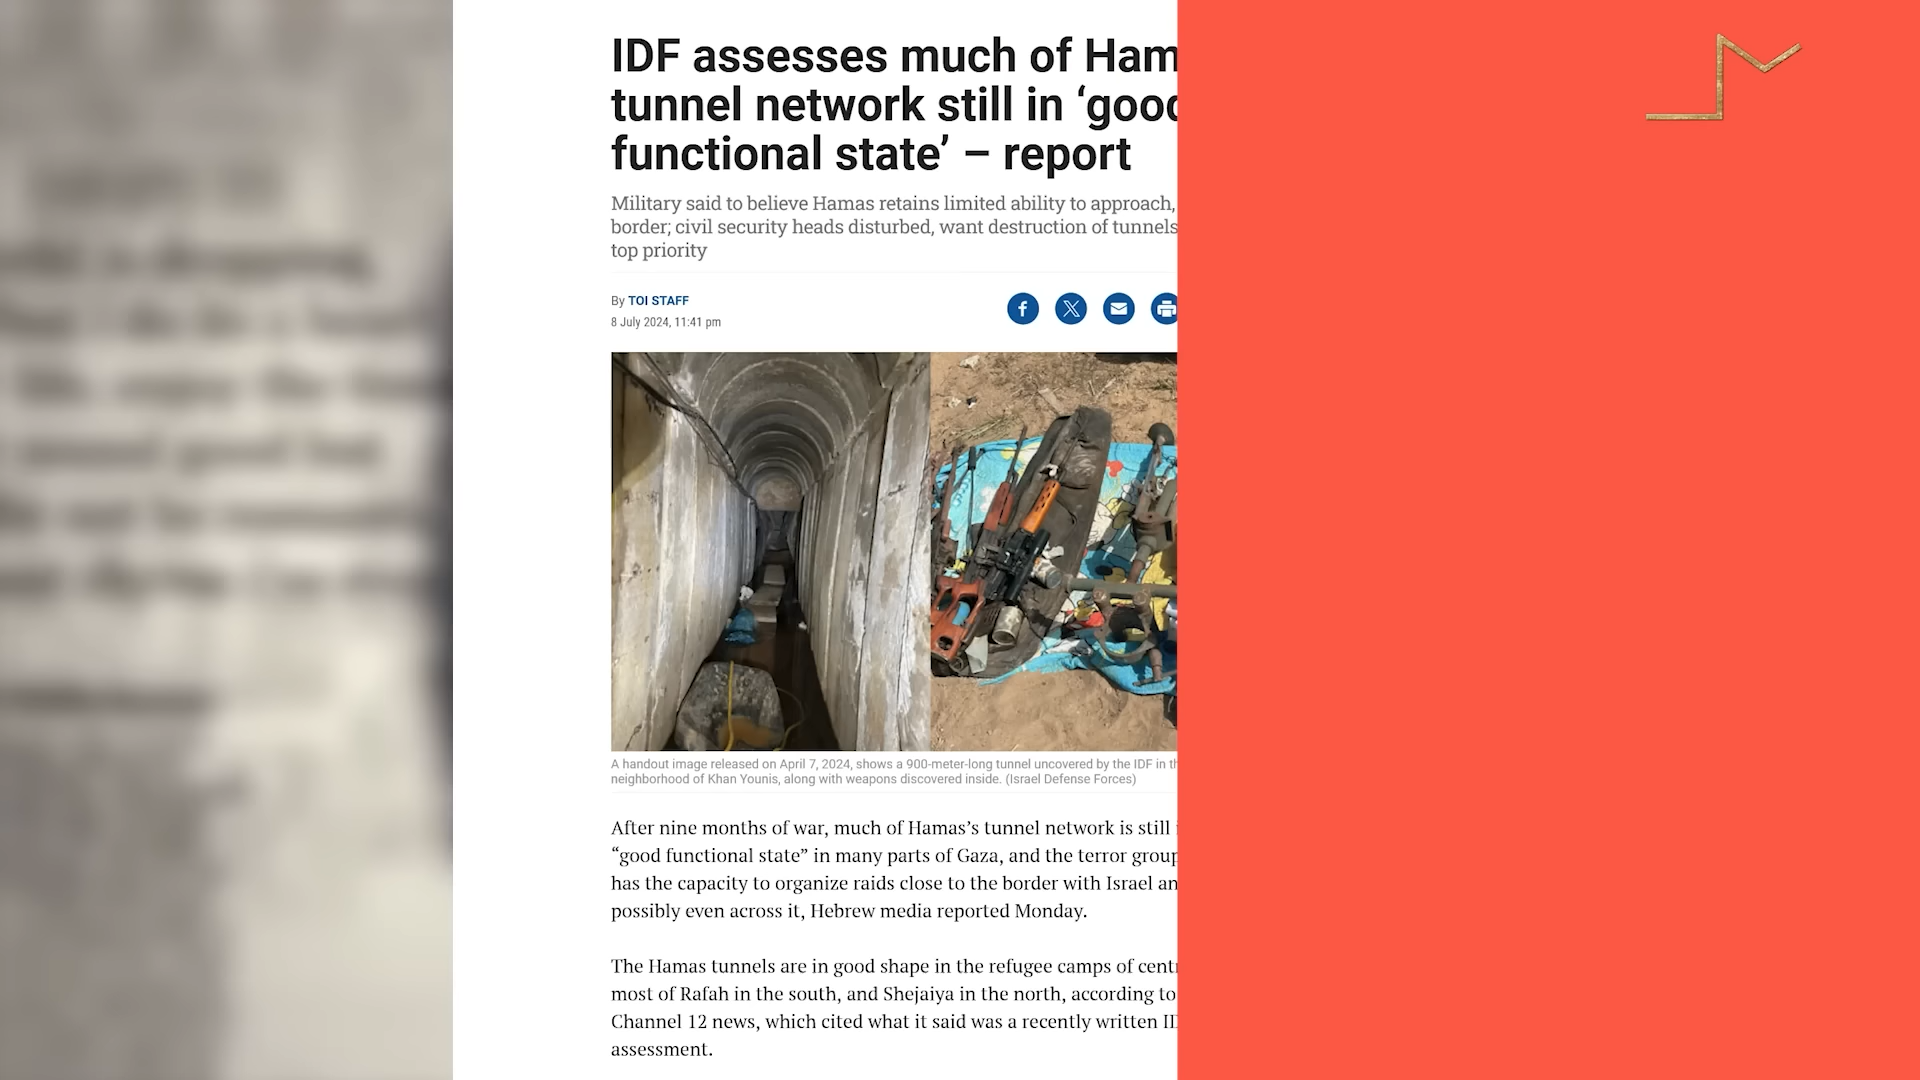 IDF assesses much of Ham
tunnel network still in ‘good
functional state’ – report
Military said to believe Hamas retains limited ability to approach,
border; civil security heads disturbed, want destruction of tunnels
top priority
By TOI STAFF
8 July 2024, 11:41 pm
A handout image released on April 7, 2024, shows a 900-meter-long tunnel uncovered by the IDF in th
neighborhood of Khan Younis, along with weapons discovered inside. (Israel Defense Forces)
After nine months of war, much of Hamas’s tunnel network is still
“good functional state” in many parts of Gaza, and the terror group
has the capacity to organize raids close to the border with Israel an
possibly even across it, Hebrew media reported Monday.
The Hamas tunnels are in good shape in the refugee camps of centr
most of Rafah in the south, and Shejaiya in the north, according to
Channel 12 news, which cited what it said was a recently written ID
assessment.